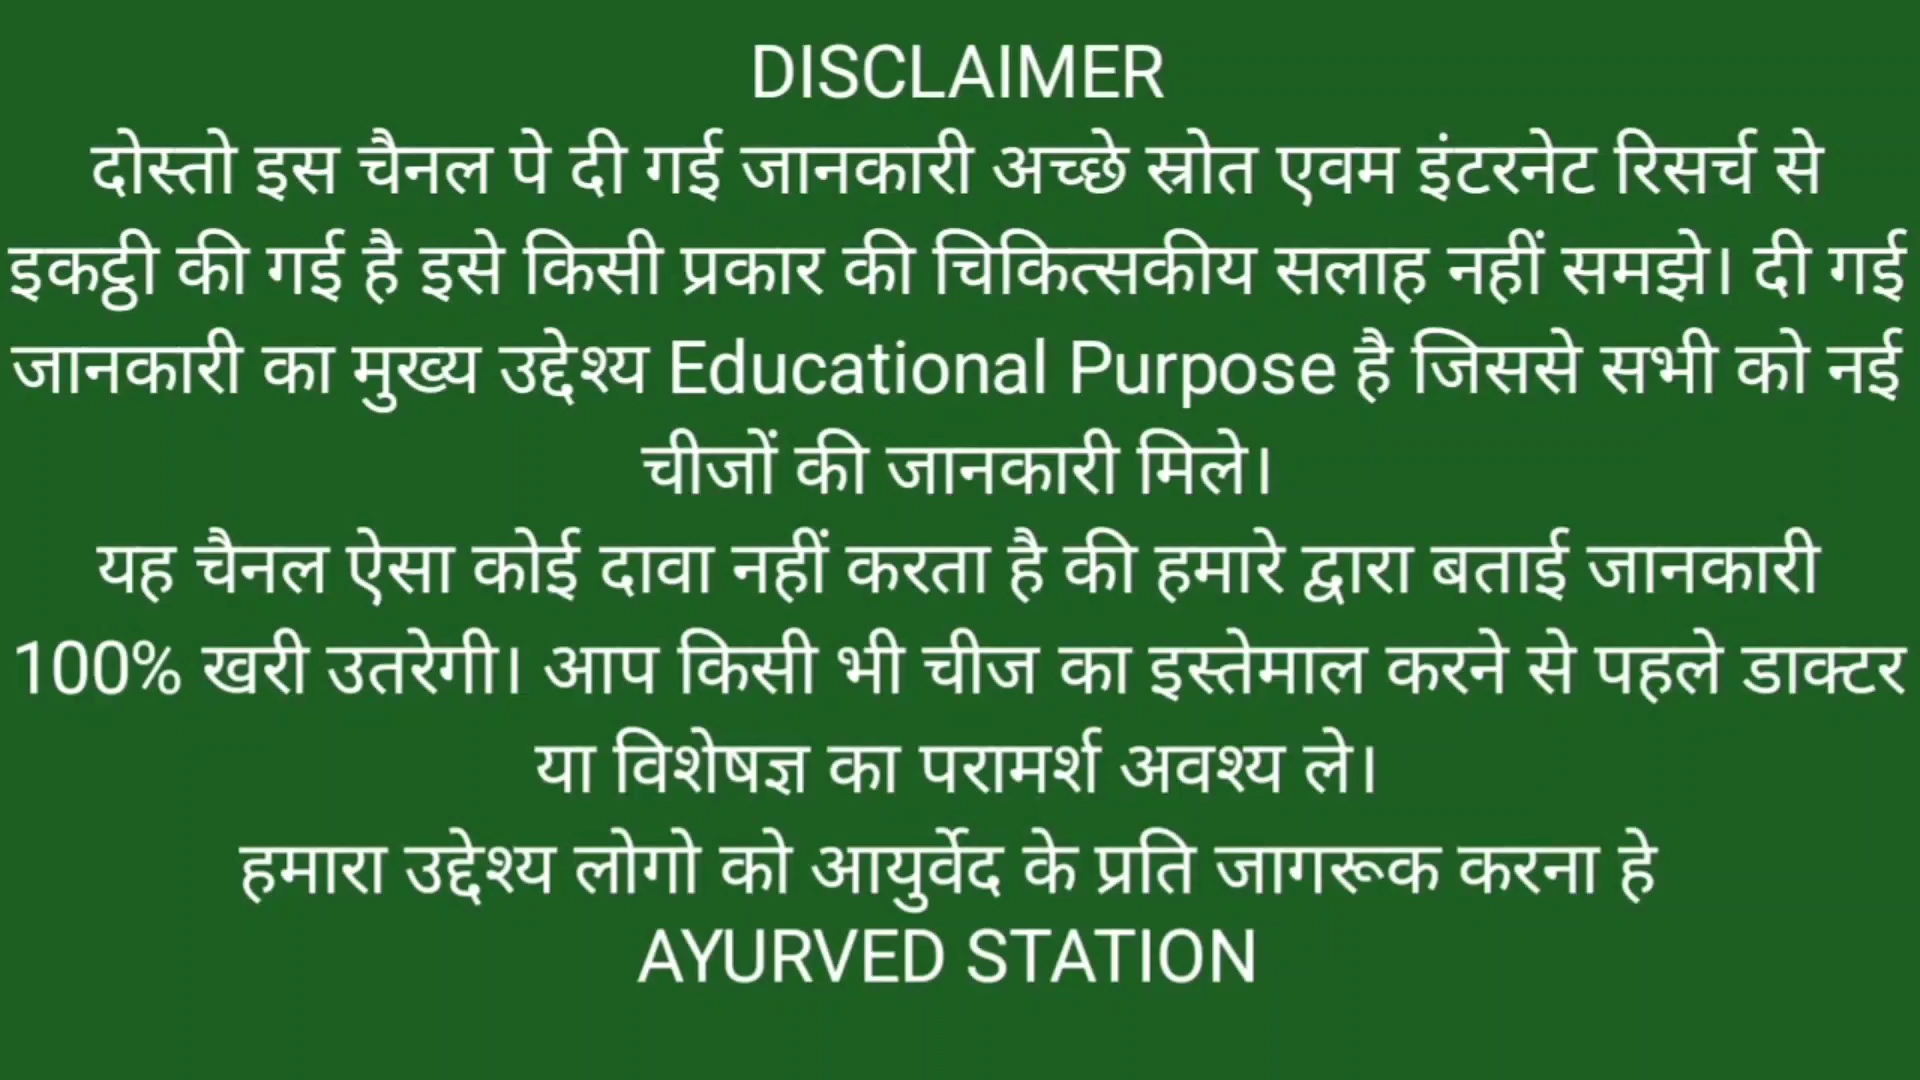 DISCLAIMER
दोस्तो इस चैनल पे दी गई जानकारी अच्छे स्रोत एवम इंटरनेट रिसर्च से
इकट्ठी की गई है इसे किसी प्रकार की चिकित्सकीय सलाह नहीं समझे। दी गई
जानकारी का मुख्य उद्देश्य Educational Purpose है जिससे सभी को नई
चीजों की जानकारी मिले।
यह चैनल ऐसा कोई दावा नहीं करता है की हमारे द्वारा बताई जानकारी
100% खरी उतरेगी। आप किसी भी चीज का इस्तेमाल करने से पहले डाक्टर
या विशेषज्ञ का परामर्श अवश्य ले।
हमारा उद्देश्य लोगो को आयुर्वेद के प्रति जागरूक करना हे
AYURVED STATION